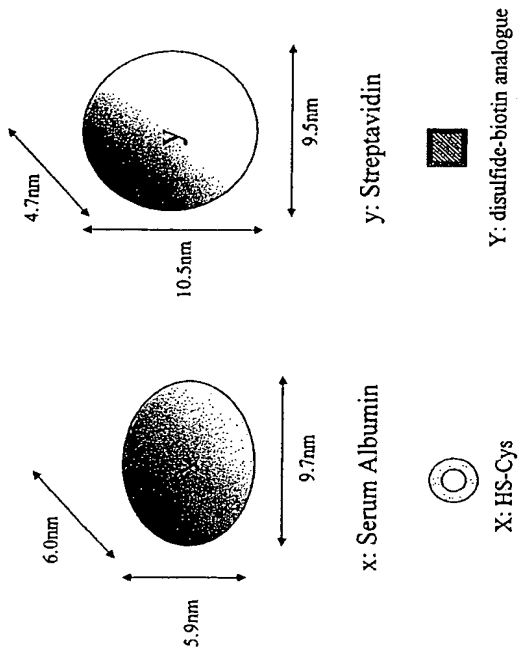 6.0nm
5.9nm
x
9.7nm
x: Serum Albumin
X: HS-Cys
4.7nm
10.5nm
y
9.5nm
y: Streptavidin
Y: disulfide-biotin analogue